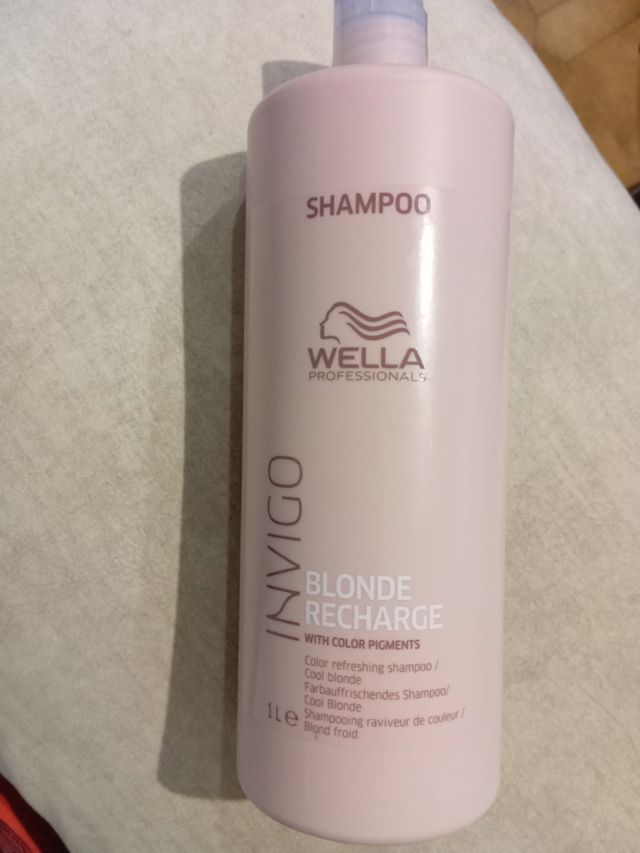 SHAMPOO
WELLA
PROFESSIONALS
INVIGO
BLONDE
RECHARGE
WITH COLOR PIGMENTS
Color refreshing shampoo /
Cool blonde
Farbauffrischendes Shampoo/
Cool Blonde
Shampooing raviveur de couleur /
Blond froid
1L e